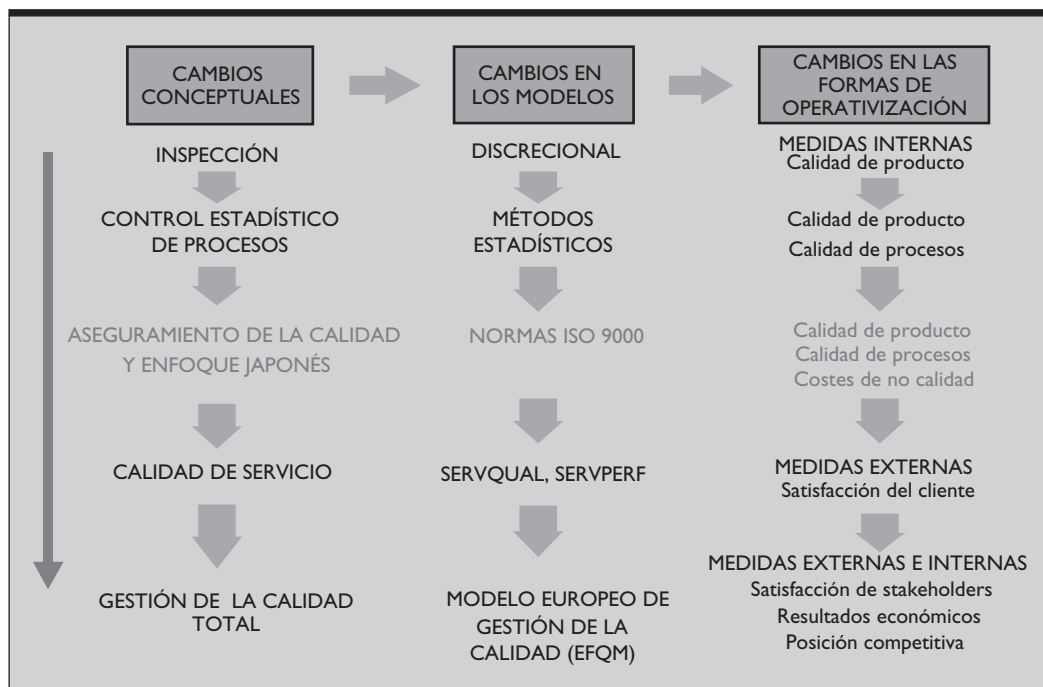 CAMBIOS
CONCEPTUALES
CAMBIOS EN
LOS MODELOS
CAMBIOS EN LAS
FORMAS DE
OPERATIVIZACIÓN
INSPECCIÓN
DISCRECIONAL
MEDIDAS INTERNAS
Calidad de producto
CONTROL ESTADÍSTICO
DE PROCESOS
MÉTODOS
ESTADÍSTICOS
Calidad de producto
Calidad de procesos
ASEGURAMIENTO DE LA CALIDAD
Y ENFOQUE JAPONÉS
NORMAS ISO 9000
Calidad de producto
Calidad de procesos
Costes de no calidad
CALIDAD DE SERVICIO
SERVQUAL, SERVPERF
MEDIDAS EXTERNAS
Satisfacción del cliente
GESTIÓN DE LA CALIDAD
TOTAL
MODELO EUROPEO DE
GESTIÓN DE LA
CALIDAD (EFQM)
MEDIDAS EXTERNAS E INTERNAS
Satisfacción de stakeholders
Resultados económicos
Posición competitiva